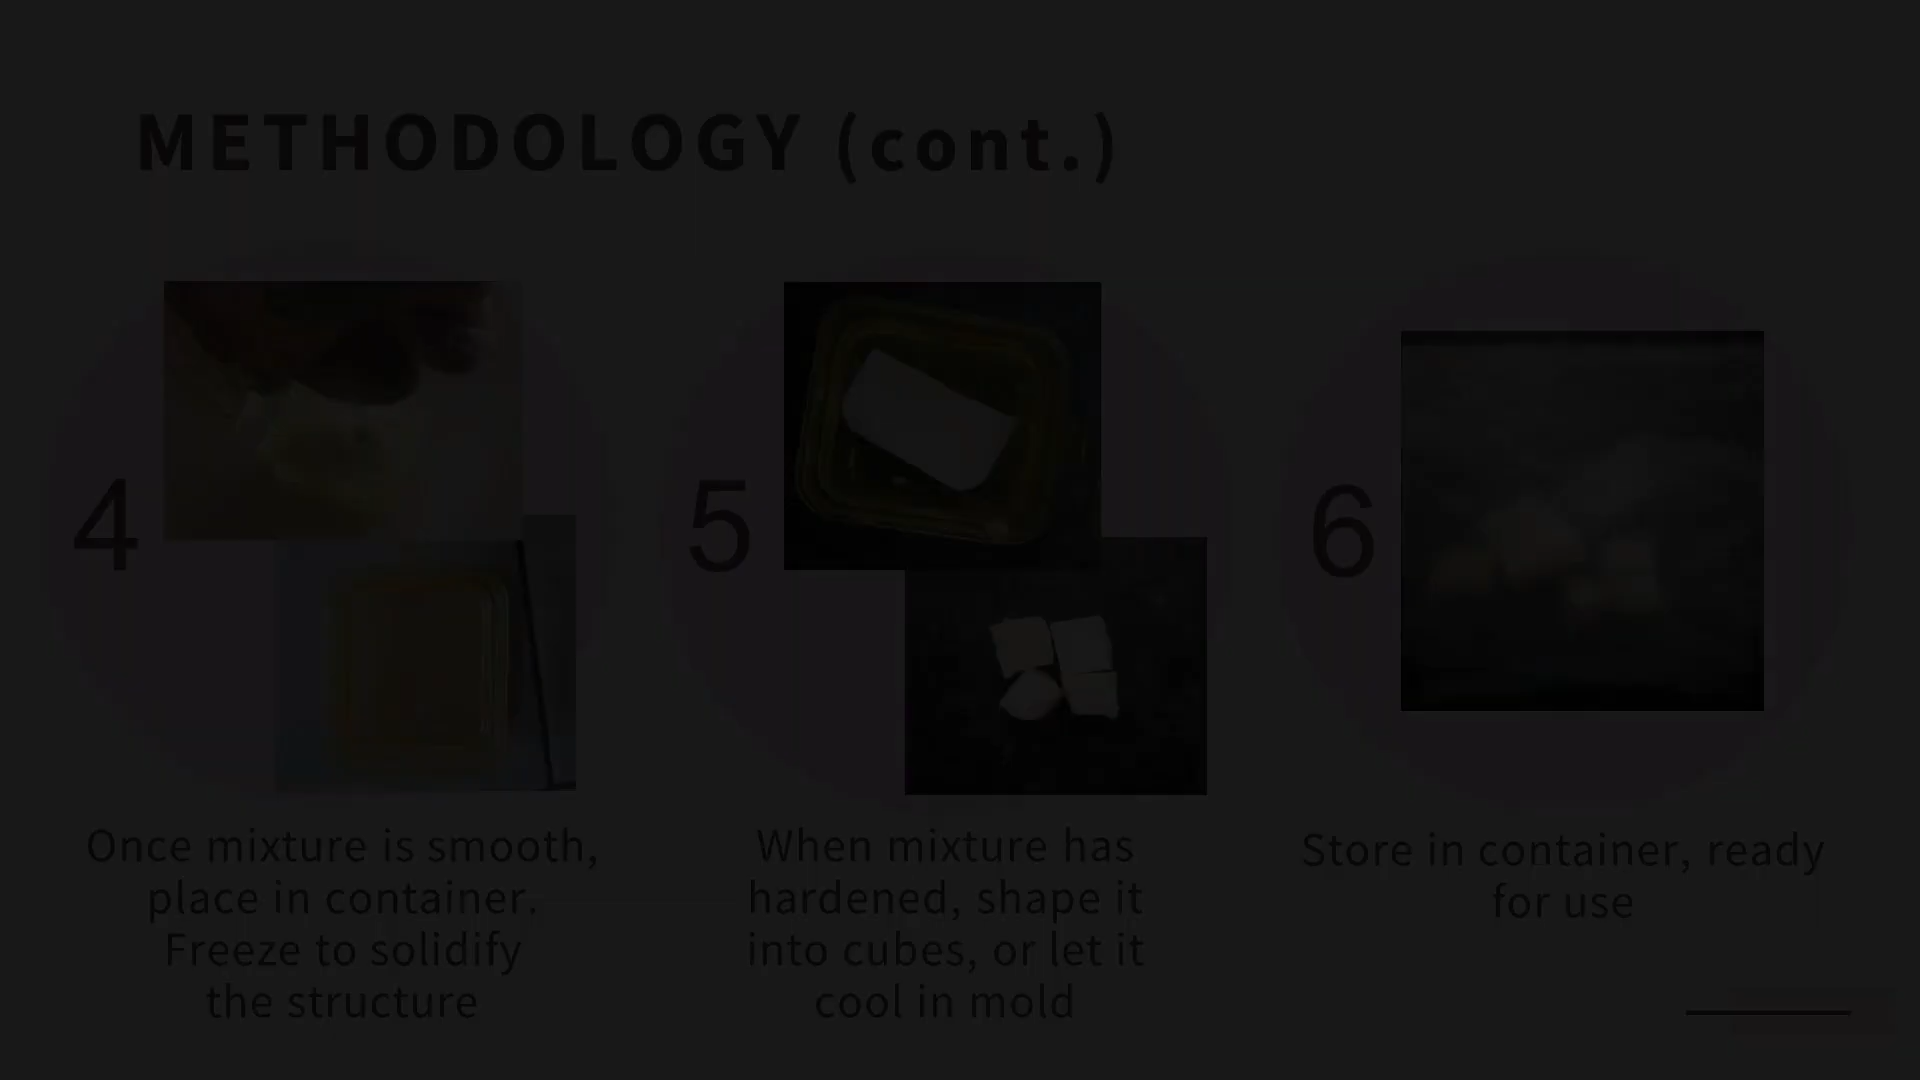 METHODOLOGY (cont.)
4
Once mixture is smooth,
place in container.
Freeze to solidify
the structure
5
When mixture has
hardened, shape it
into cubes, or let it
cool in mold
6
Store in container, ready
for use